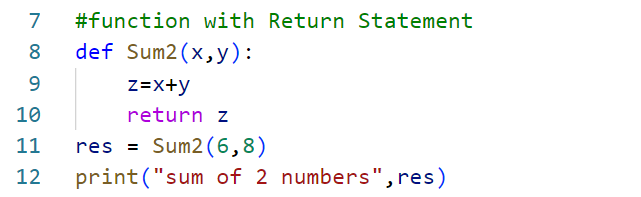 7 #function with Return Statement
8 def Sum2(x,y):
9     z=x+y
10     return z
11 res = Sum2(6,8)
12 print("sum of 2 numbers",res)